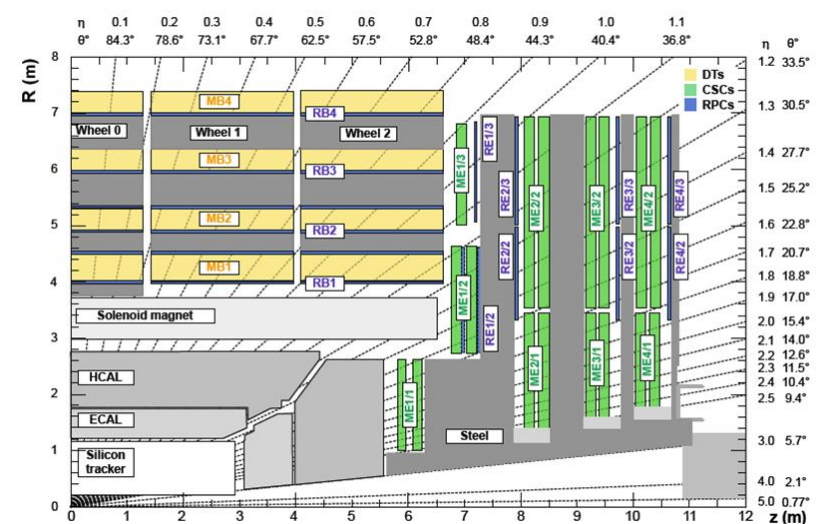 η 0.1 0.2 0.3 0.4 0.5 0.6 0.7 0.8 0.9 1.0 1.1
θ° 84.3° 78.6° 73.1° 67.7° 62.5° 57.5° 52.8° 48.4° 44.3° 40.4° 36.8° η θ°
R (m)
8
7
6
5
4
3
2
1
0
1.2 33.5°
1.3 30.5°
1.4 27.7°
1.5 25.2°
1.6 22.8°
1.7 20.7°
1.8 18.8°
1.9 17.0°
2.0 15.4°
2.1 14.0°
2.2 12.6°
2.3 11.5°
2.4 10.4°
2.5 9.4°
3.0 5.7°
4.0 2.1°
5.0 0.77°
DTs
CSCs
RPCs
MB4
RB4
Wheel 0
Wheel 1
Wheel 2
MB3
RB3
MB2
RB2
MB1
RB1
Solenoid magnet
HCAL
ECAL
Silicon
tracker
Steel
ME1/3
RE1/3
ME1/2
RE1/2
ME1/1
RE2/3
RE2/2
ME2/2
ME2/1
ME3/2
ME3/1
RE3/3
RE3/2
ME4/2
ME4/1
RE4/3
RE4/2
0 1 2 3 4 5 6 7 8 9 10 11 12
z (m)